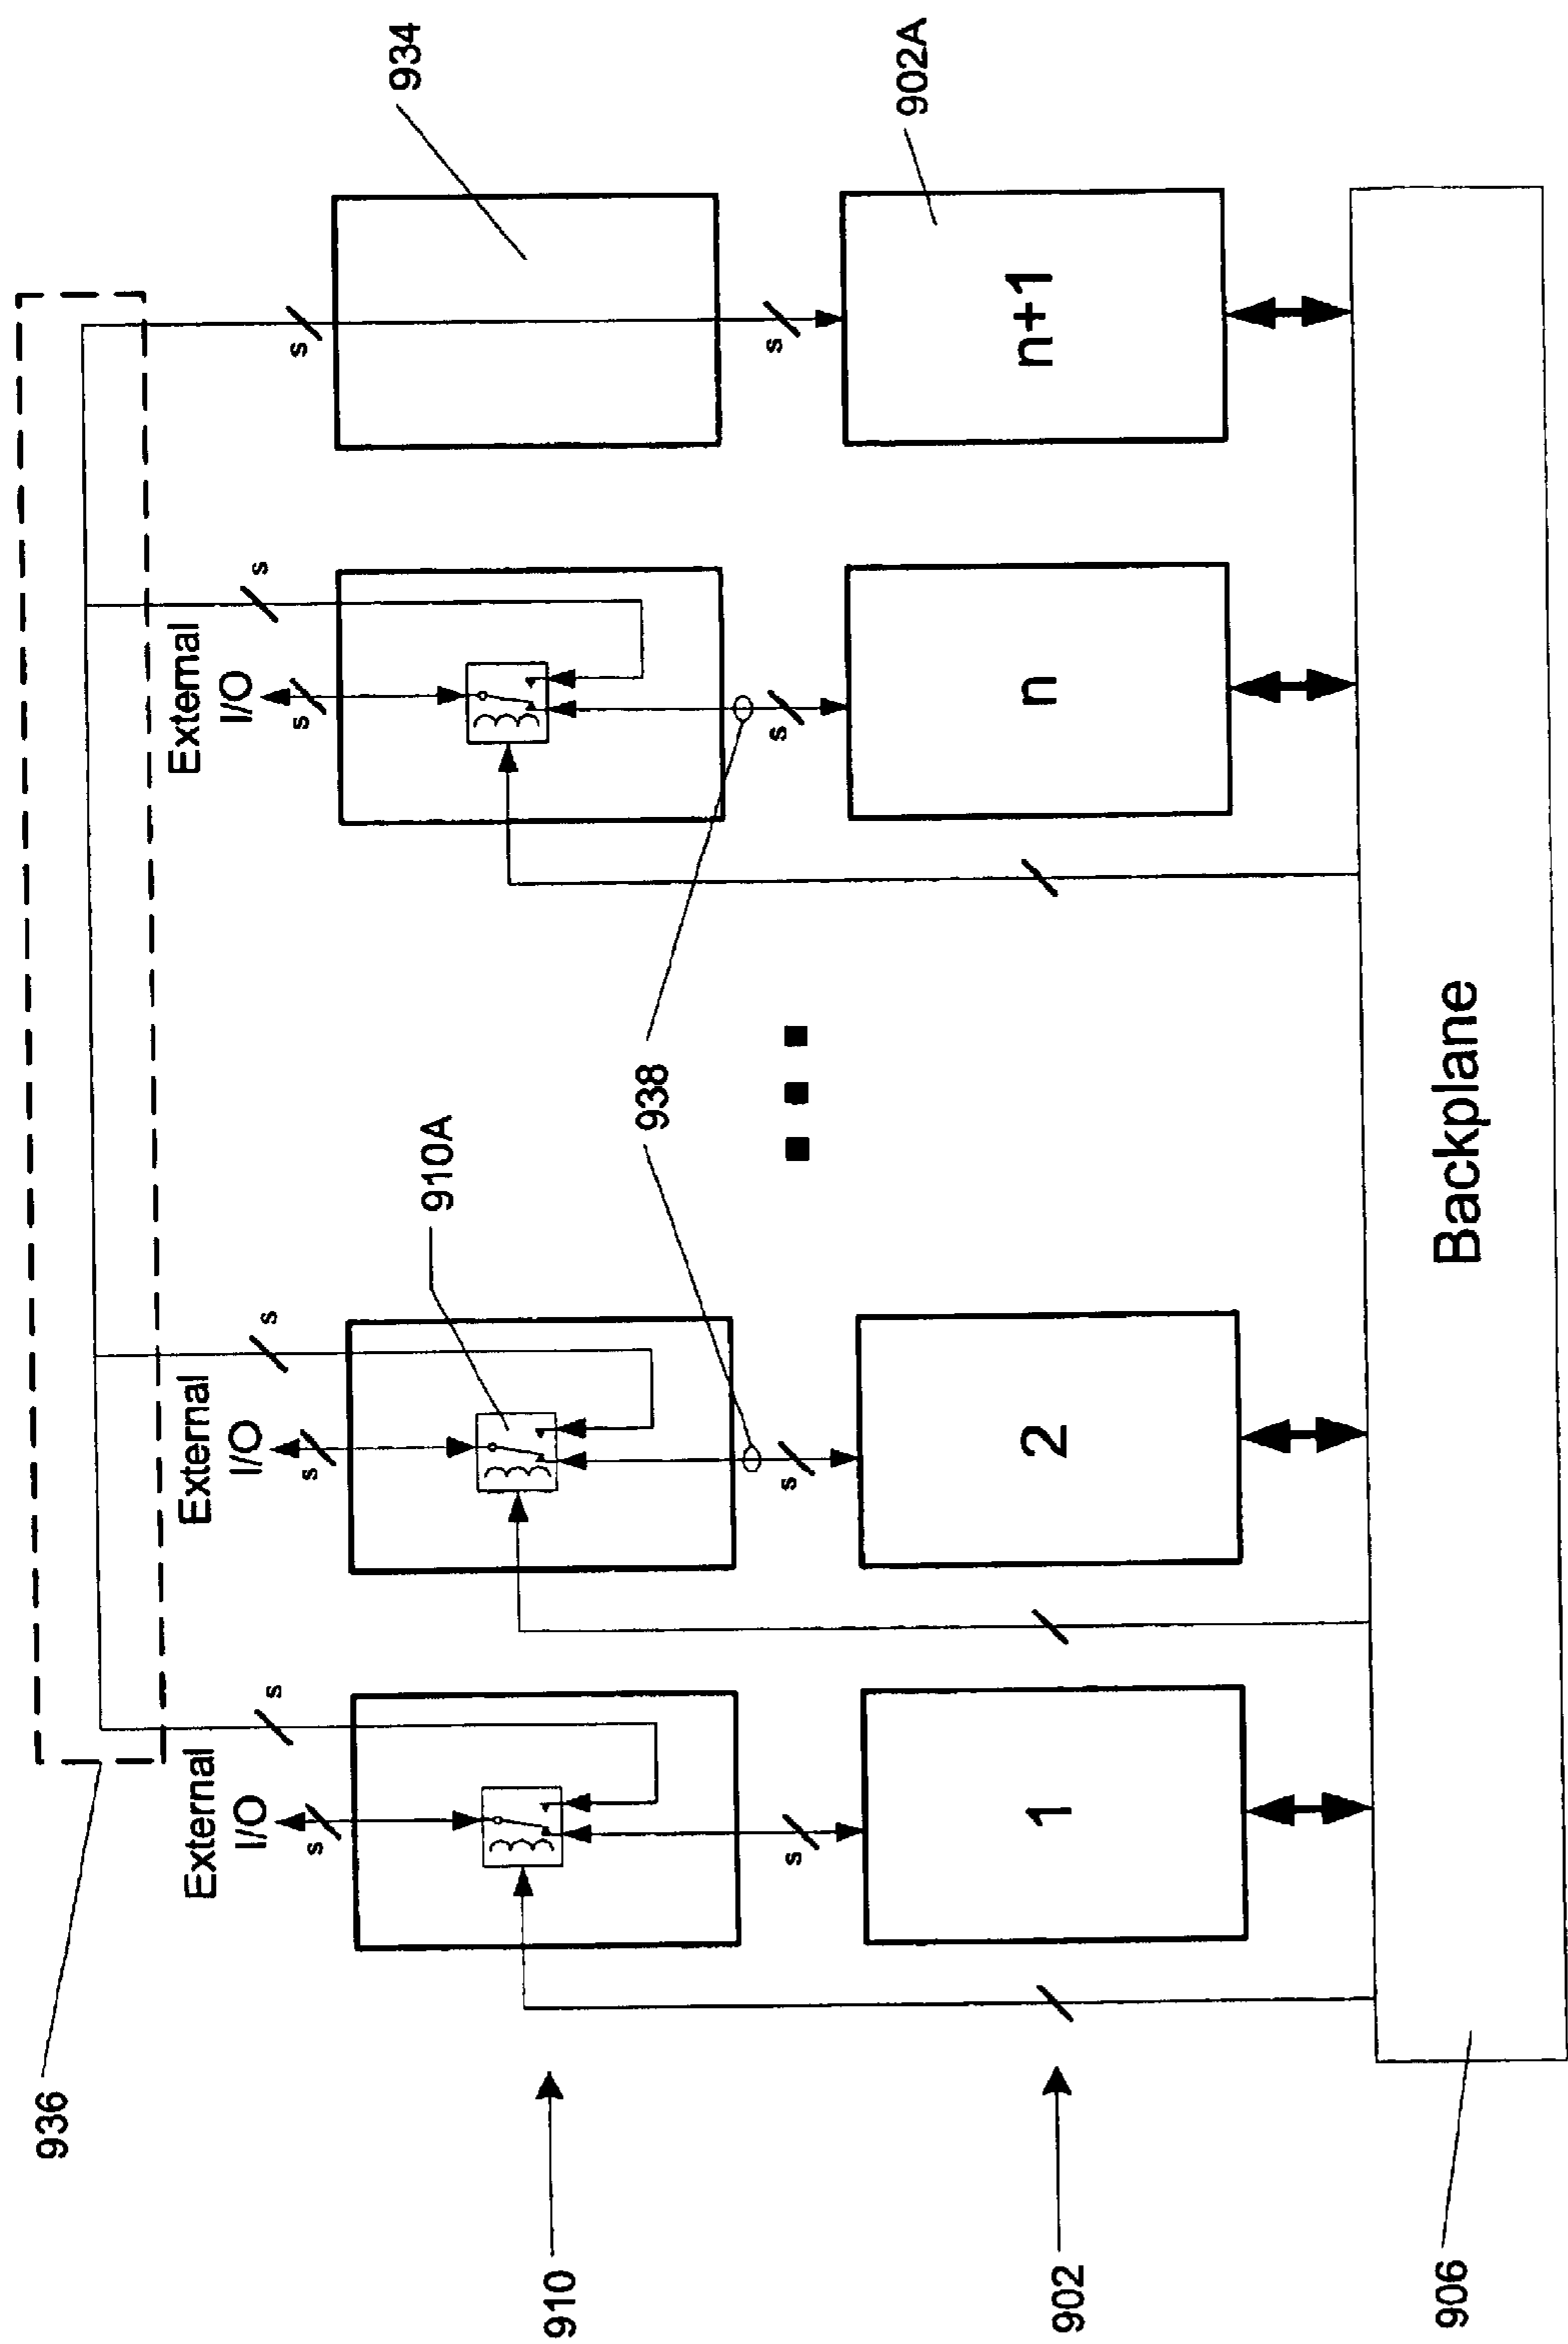 936
934
External
I/O
s
s
External
I/O
s
s
External
I/O
s
s
s
910
910A
938
s
s
s
s
902
1
2
n
n+1
902A
906
Backplane